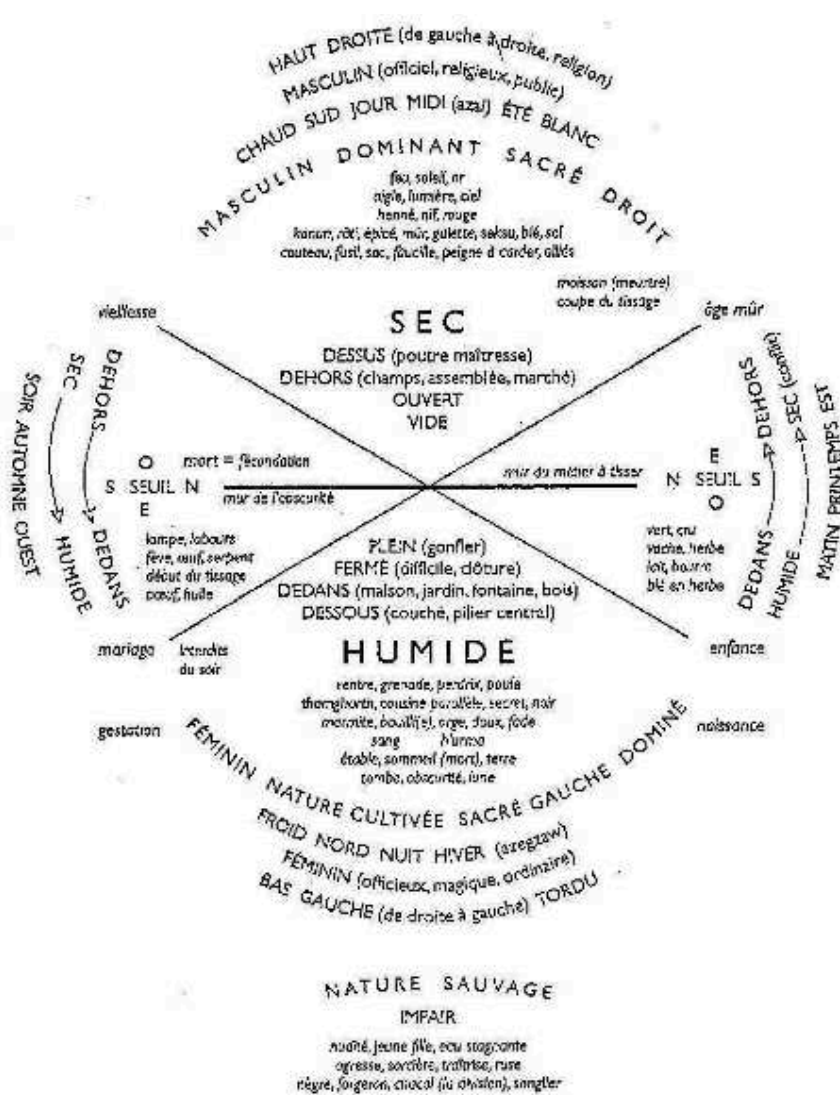 HAUT DROITE (de gauche à droite, religion)
MASCULIN (officiel, religieux, public)
CHAUD SUD JOUR MIDI (azal) ÉTÉ BLANC
MASCULIN DOMINANT SACRÉ DROIT
feu, soleil, or
aigle, lumière, ciel
henné, nif, rouge
kanun, rôti, épicé, mûr, galette, seksu, blé, sel
couteau, fusil, soc, faucille, peigne à carder, alliés
moisson (meurtre)
coupe du tissage
vieillesse
âge mûr
SEC
DESSUS (poutre maîtresse)
DEHORS (champs, assemblée, marché)
OUVERT
VIDE
SOIR AUTOMNE OUEST
SEC HUMIDE
DEHORS DEDANS
O
S SEUIL N
E
mort = fécondation
mur de l'obscurité
mur du métier à tisser
E
N SEUIL S
O
DEDANS DEHORS
HUMIDE SEC
MATIN PRINTEMPS EST
lampe, labours
fève, œuf, serpent
début du tissage
bœuf, huile
vert, cru
vache, herbe
lait, beurre
blé en herbe
PLEIN (gonfler)
FERMÉ (difficile, clôture)
DEDANS (maison, jardin, fontaine, bois)
DESSOUS (couché, pilier central)
mariage
interdits
du soir
enfance
HUMIDE
ventre, grenade, perdrix, poule
cousine parallèle, secret, noir
marmite, bouilli(e), orge, doux, fade
sang h'urma
étable, sommeil (mort), terre
tombe, obscurité, lune
gestation
naissance
FÉMININ NATURE CULTIVÉE SACRÉ GAUCHE DOMINÉ
FROID NORD NUIT HIVER (azegzaw)
FÉMININ (officieux, magique, ordinaire)
BAS GAUCHE (de droite à gauche) TORDU
NATURE SAUVAGE
IMPAIR
nudité, jeune fille, eau stagnante
ogresse, sorcière, traîtrise, ruse
nègre, forgeron, chacal (la division), sanglier